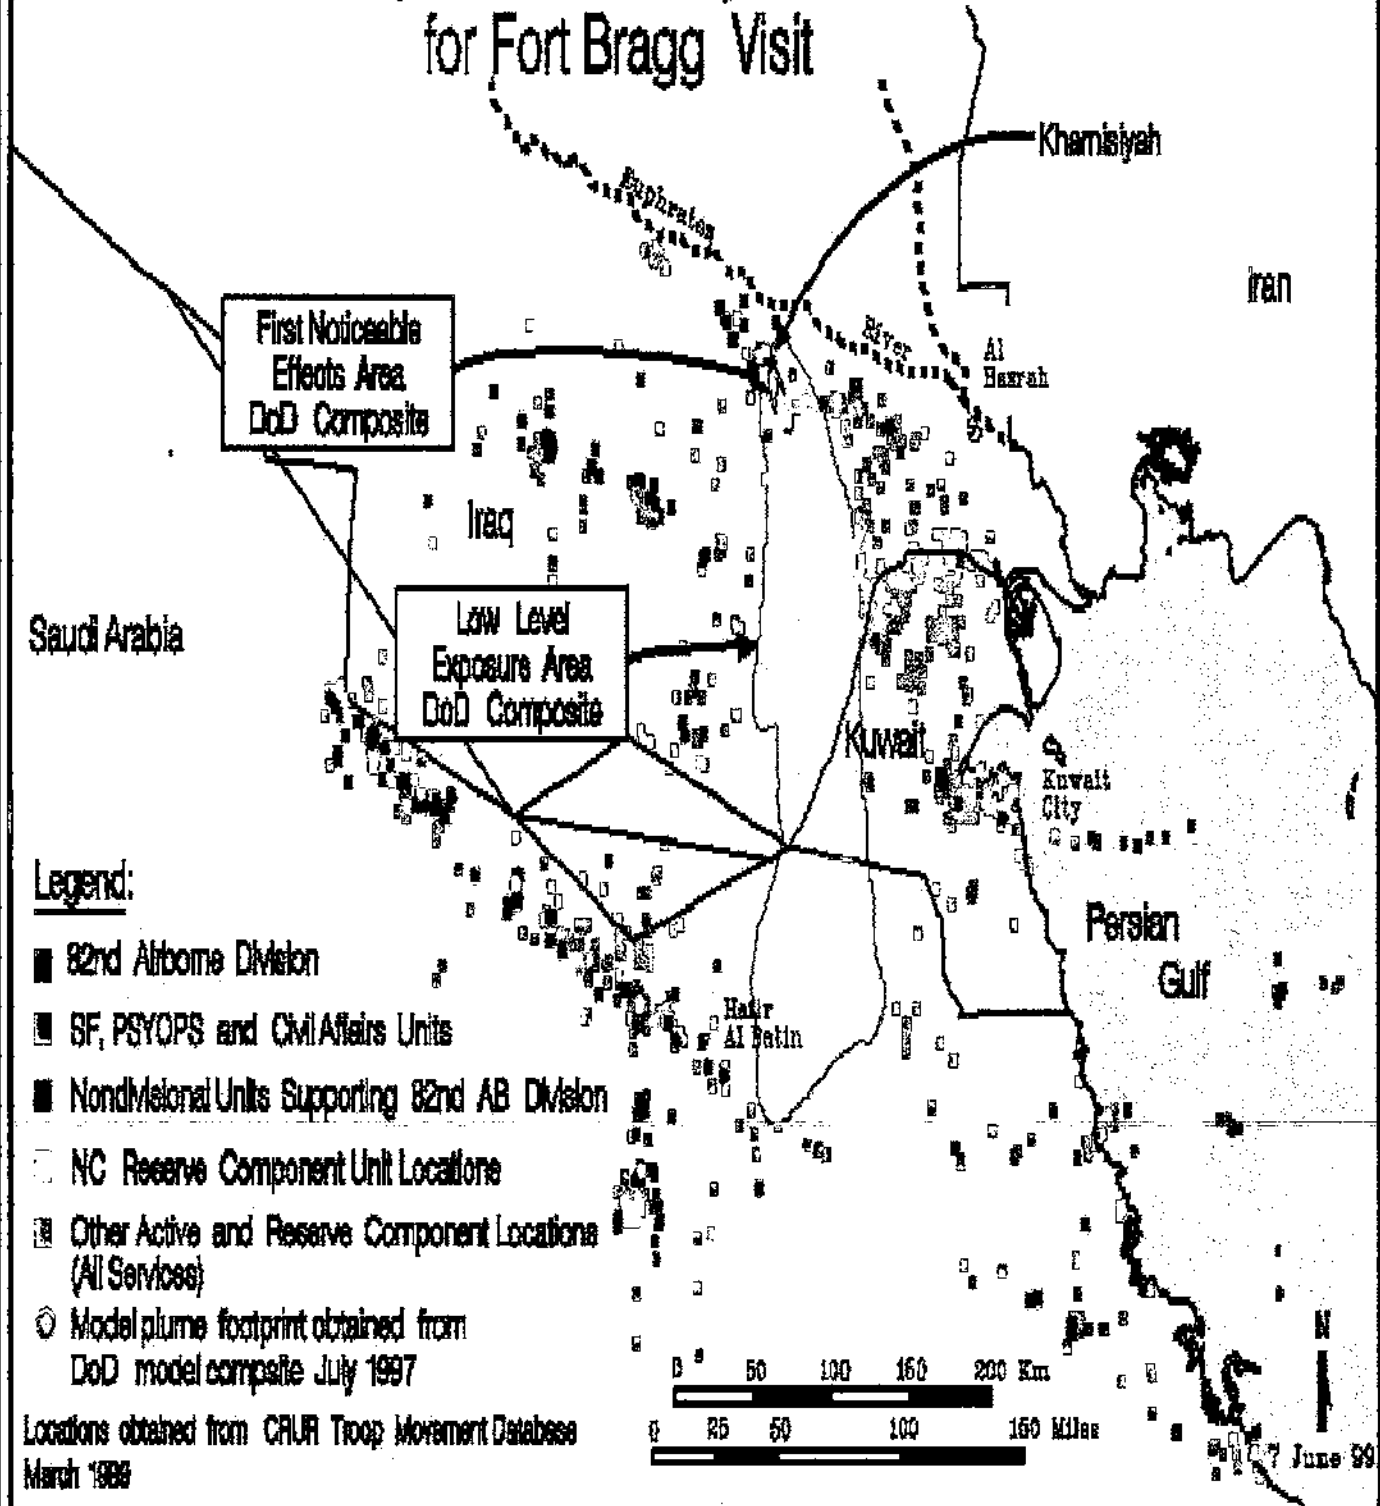 for Fort Bragg Visit
Khamisiyah
Euphrates
Iran
First Noticeable
Effects Area
DoD Composite
River
Al
Basrah
Iraq
Low Level
Exposure Area
DoD Composite
Saudi Arabia
Kuwait
Kuwait
City
Legend:
Persian
Gulf
82nd Airborne Division
SF, PSYOPS and Civil Affairs Units
Hafir
Al Batin
Nondivisional Units Supporting 82nd AB Division
NC Reserve Component Unit Locations
Other Active and Reserve Component Locations
(All Services)
Model plume footprint obtained from
DoD model compsite July 1997
0 50 100 150 200 Km
0 25 50 100 150 Miles
Locations obtained from CRUR Troop Movement Database
March
7 June 99